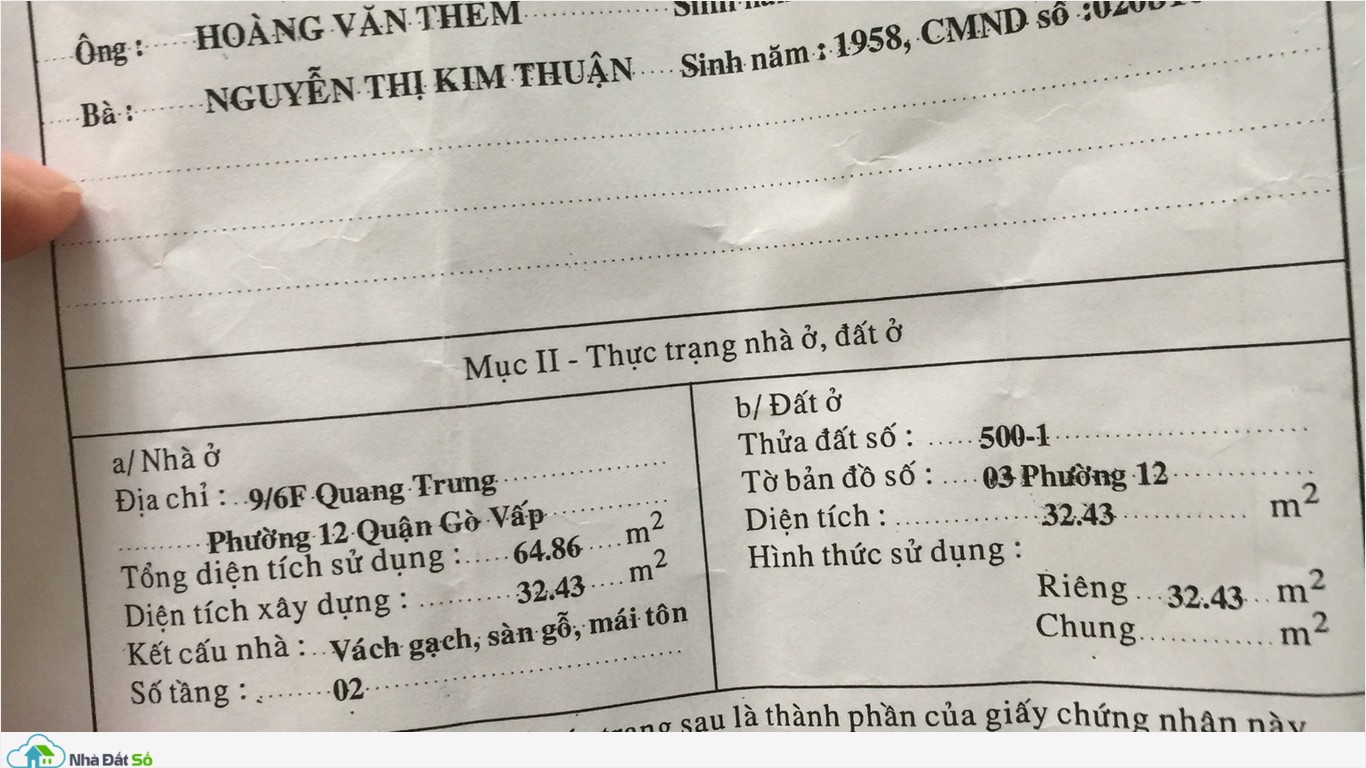 Ông : HOÀNG VĂN THÊM
Bà : NGUYỄN THỊ KIM THUẬN Sinh năm : 1958, CMND số :
Mục II - Thực trạng nhà ở, đất ở
a/ Nhà ở
Địa chỉ : 9/6F Quang Trung
Phường 12 Quận Gò Vấp
Tổng diện tích sử dụng : 64.86 m²
Diện tích xây dựng : 32.43 m²
Kết cấu nhà : Vách gạch, sàn gỗ, mái tôn
Số tầng : 02
b/ Đất ở
Thửa đất số : 500-1
Tờ bản đồ số : 03 Phường 12
Diện tích : 32.43 m²
Hình thức sử dụng :
Riêng 32.43 m²
Chung m²
sau là thành phần của giấy chứng nhận này
Nhà Đất Số